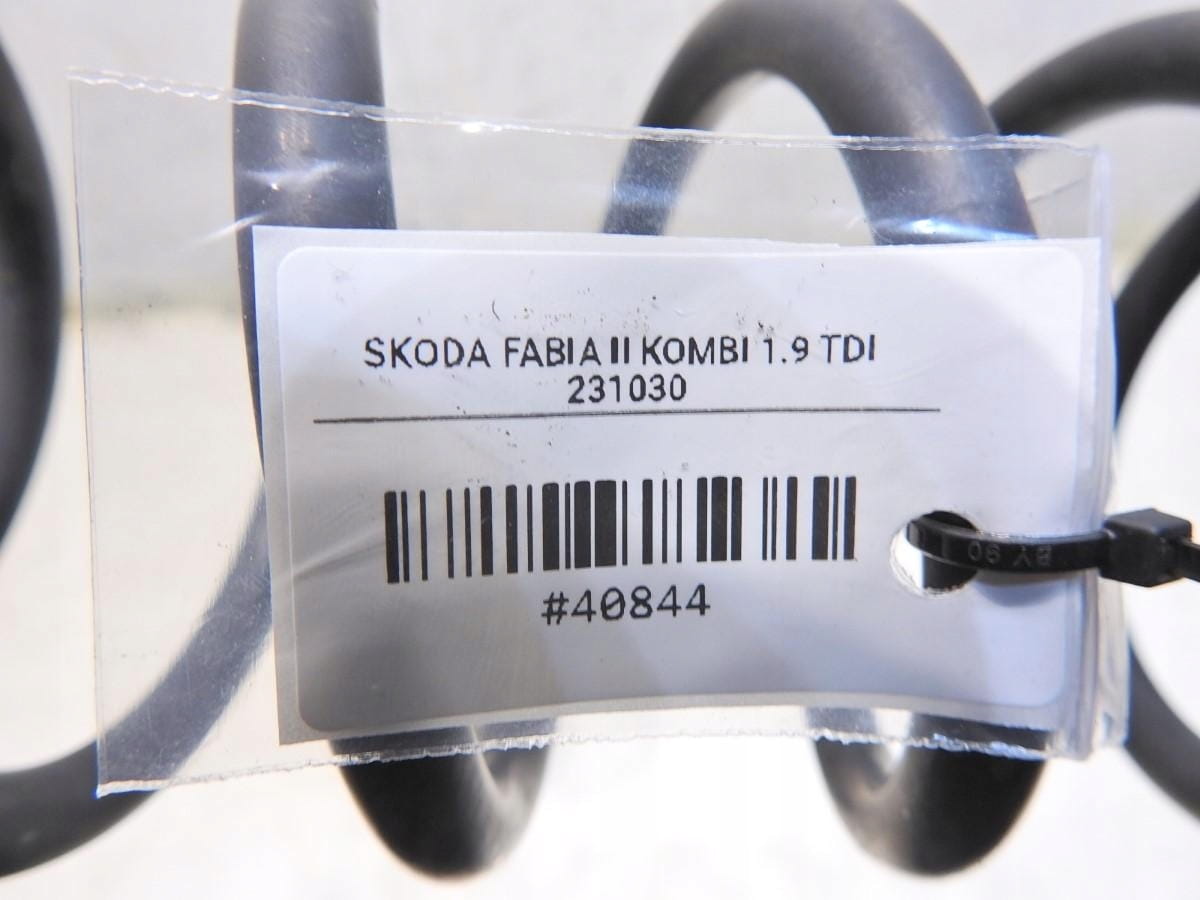 SKODA FABIA II KOMBI 1.9 TDI
231030
#40844